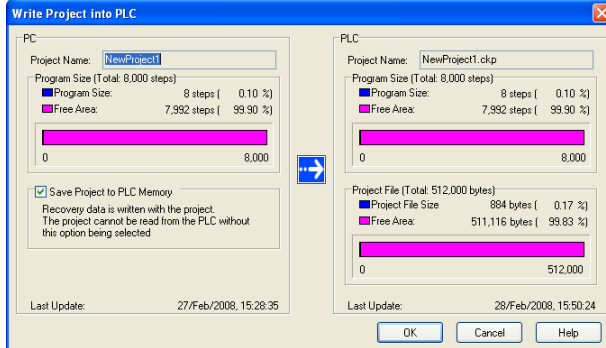 Write Project into PLC
PC
Project Name: NewProject1
Program Size (Total: 8,000 steps)
Program Size: 8 steps ( 0.10 %)
Free Area: 7,992 steps ( 99.90 %)
0 8,000
Save Project to PLC Memory
Recovery data is written with the project.
The project cannot be read from the PLC without
this option being selected
Last Update: 27/Feb/2008, 15:28:35
PLC
Project Name: NewProject1.ckp
Program Size (Total: 8,000 steps)
Program Size: 8 steps ( 0.10 %)
Free Area: 7,992 steps ( 99.90 %)
0 8,000
Project File (Total: 512,000 bytes)
Project File Size 884 bytes ( 0.17 %)
Free Area: 511,116 bytes ( 99.83 %)
0 512,000
Last Update: 28/Feb/2008, 15:50:24
OK Cancel Help